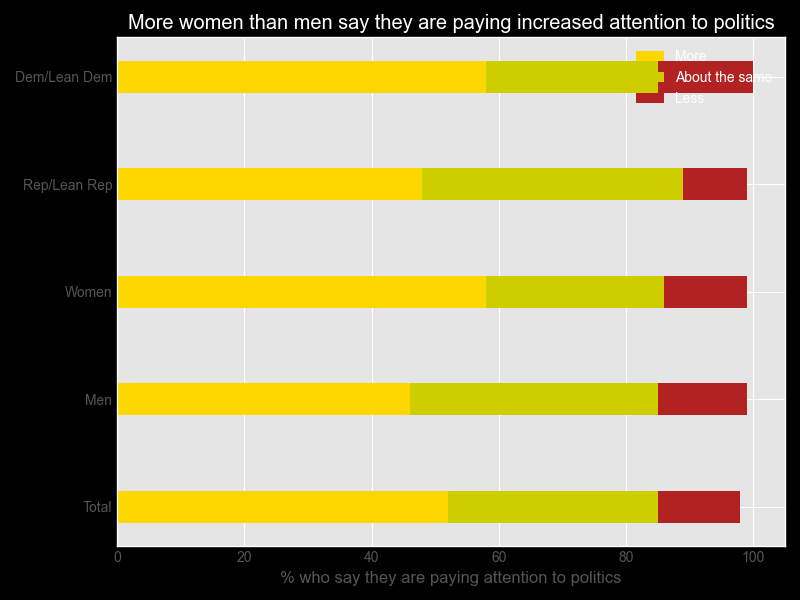 More women than men say they are paying increased attention to politics
More
About the same
Less
Dem/Lean Dem
Rep/Lean Rep
Women
Men
Total
0 20 40 60 80 100
% who say they are paying attention to politics